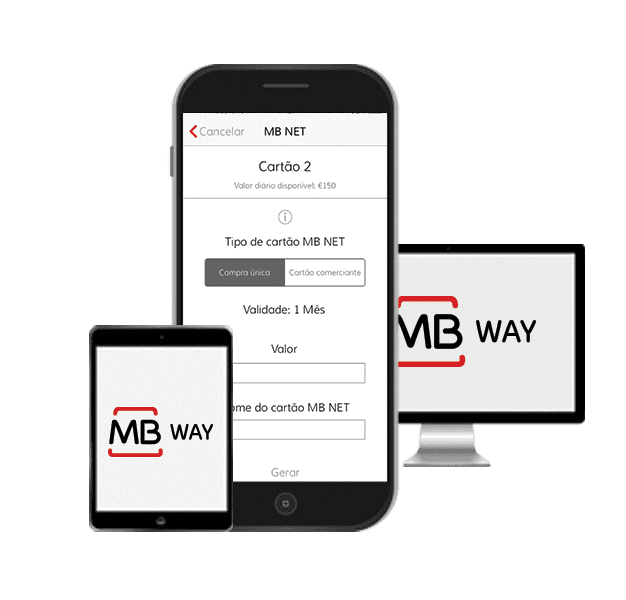 Cancelar MB NET
Cartão 2
Valor diário disponível: €150
Tipo de cartão MB NET
Compra única Cartão comerciante
Validade: 1 Mês
Valor
ome do cartão MB NET
Gerar
MB WAY
MB WAY